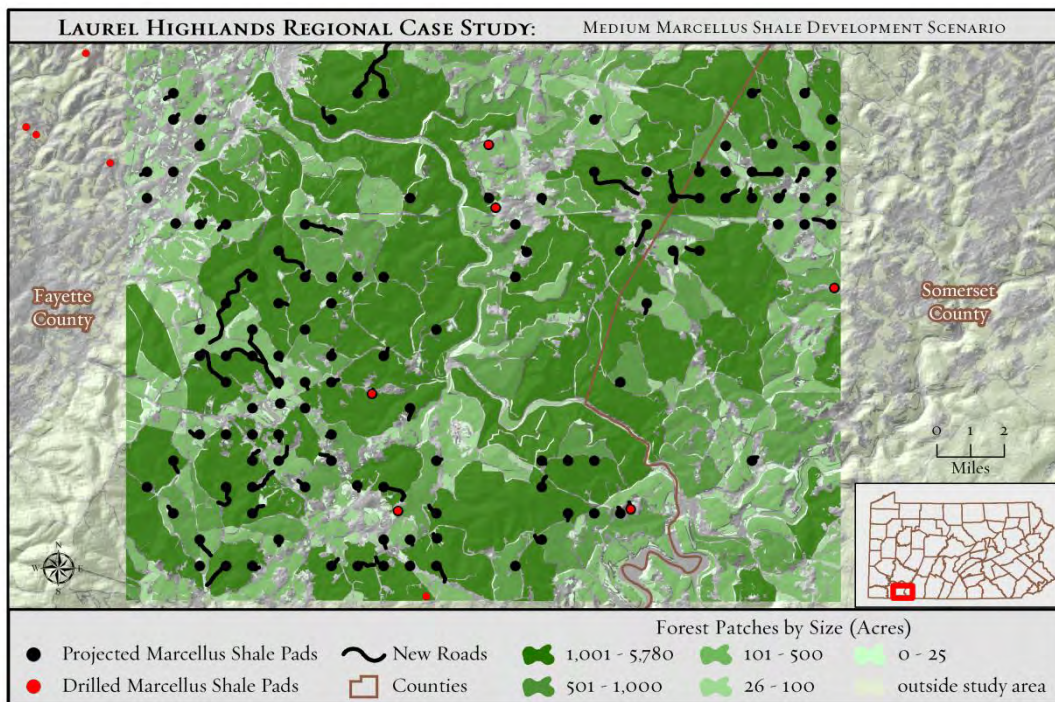 Laurel Highlands Regional Case Study: Medium Marcellus Shale Development Scenario
Fayette
County
Somerset
County
0 1 2
Miles
N
W E
S
Forest Patches by Size (Acres)
Projected Marcellus Shale Pads New Roads 1,001 - 5,780 101 - 500 0 - 25
Drilled Marcellus Shale Pads Counties 501 - 1,000 26 - 100 outside study area